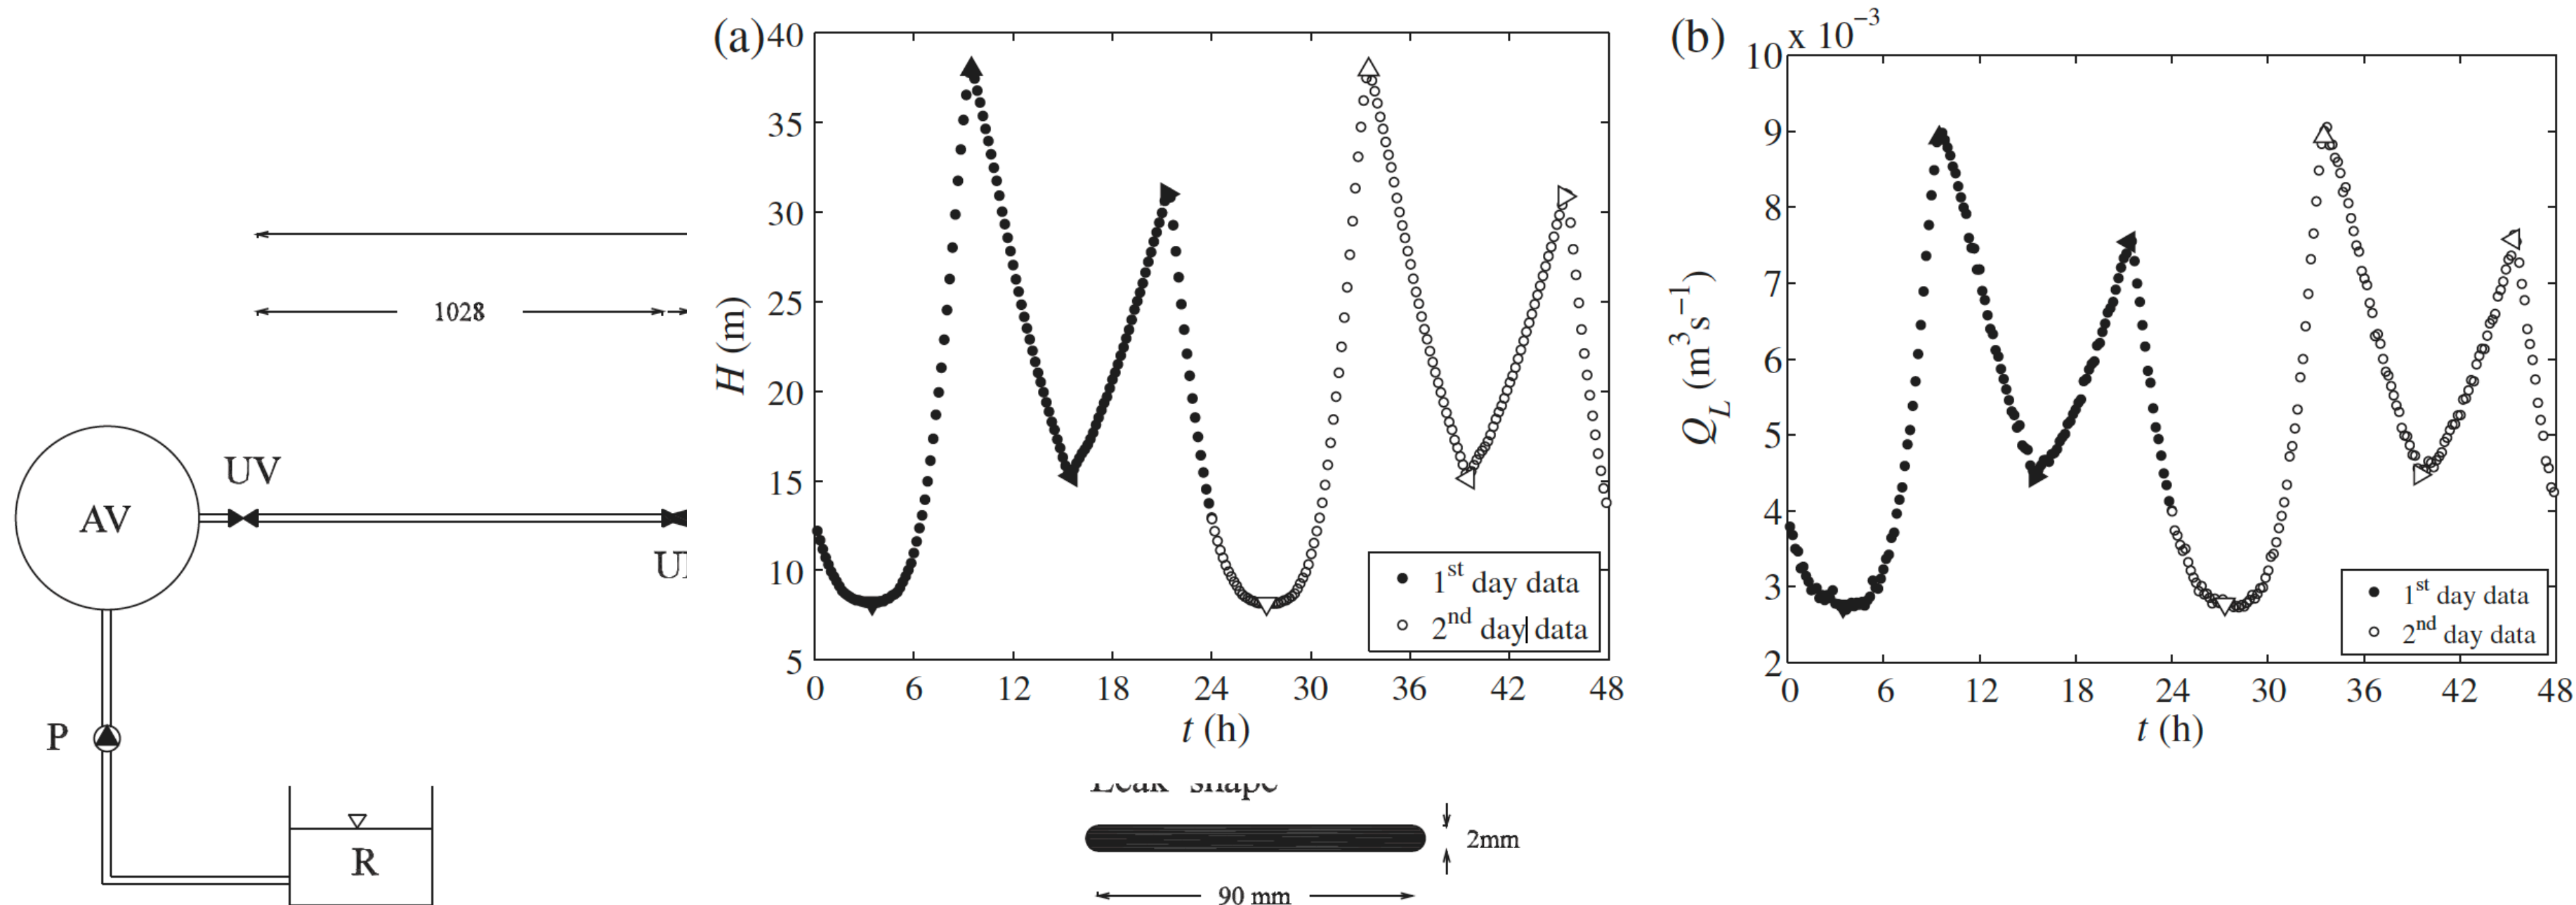 1028
AV
UV
P
R
(a)
40
35
30
25
20
15
10
5
H (m)
0 6 12 18 24 30 36 42 48
t (h)
1st day data
2nd day data
(b)
10 x 10−3
9
8
7
6
5
4
3
2
QL (m3s−1)
0 6 12 18 24 30 36 42 48
t (h)
1st day data
2nd day data
Leak shape
2mm
90 mm